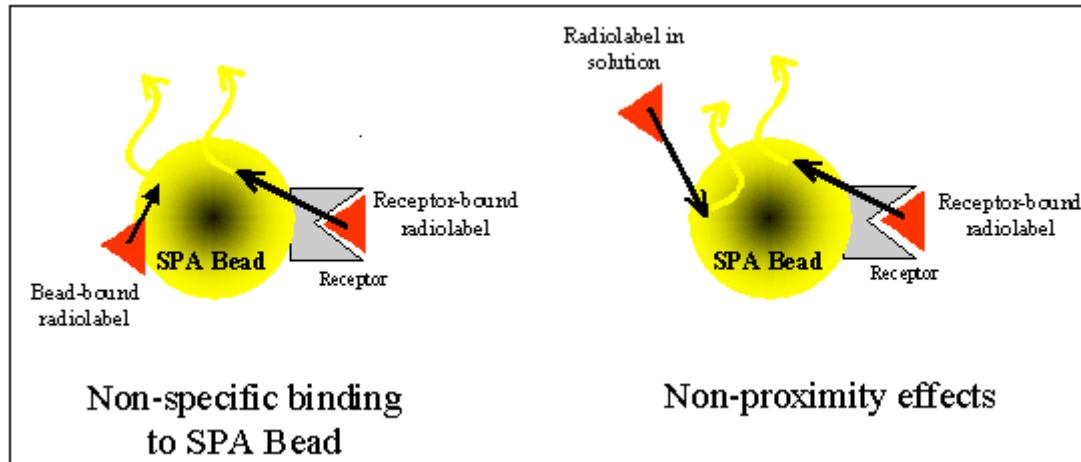 SPA Bead
Receptor-bound
radiolabel
Receptor
Bead-bound
radiolabel
Non-specific binding
to SPA Bead
Radiolabel in
solution
SPA Bead
Receptor-bound
radiolabel
Receptor
Non-proximity effects